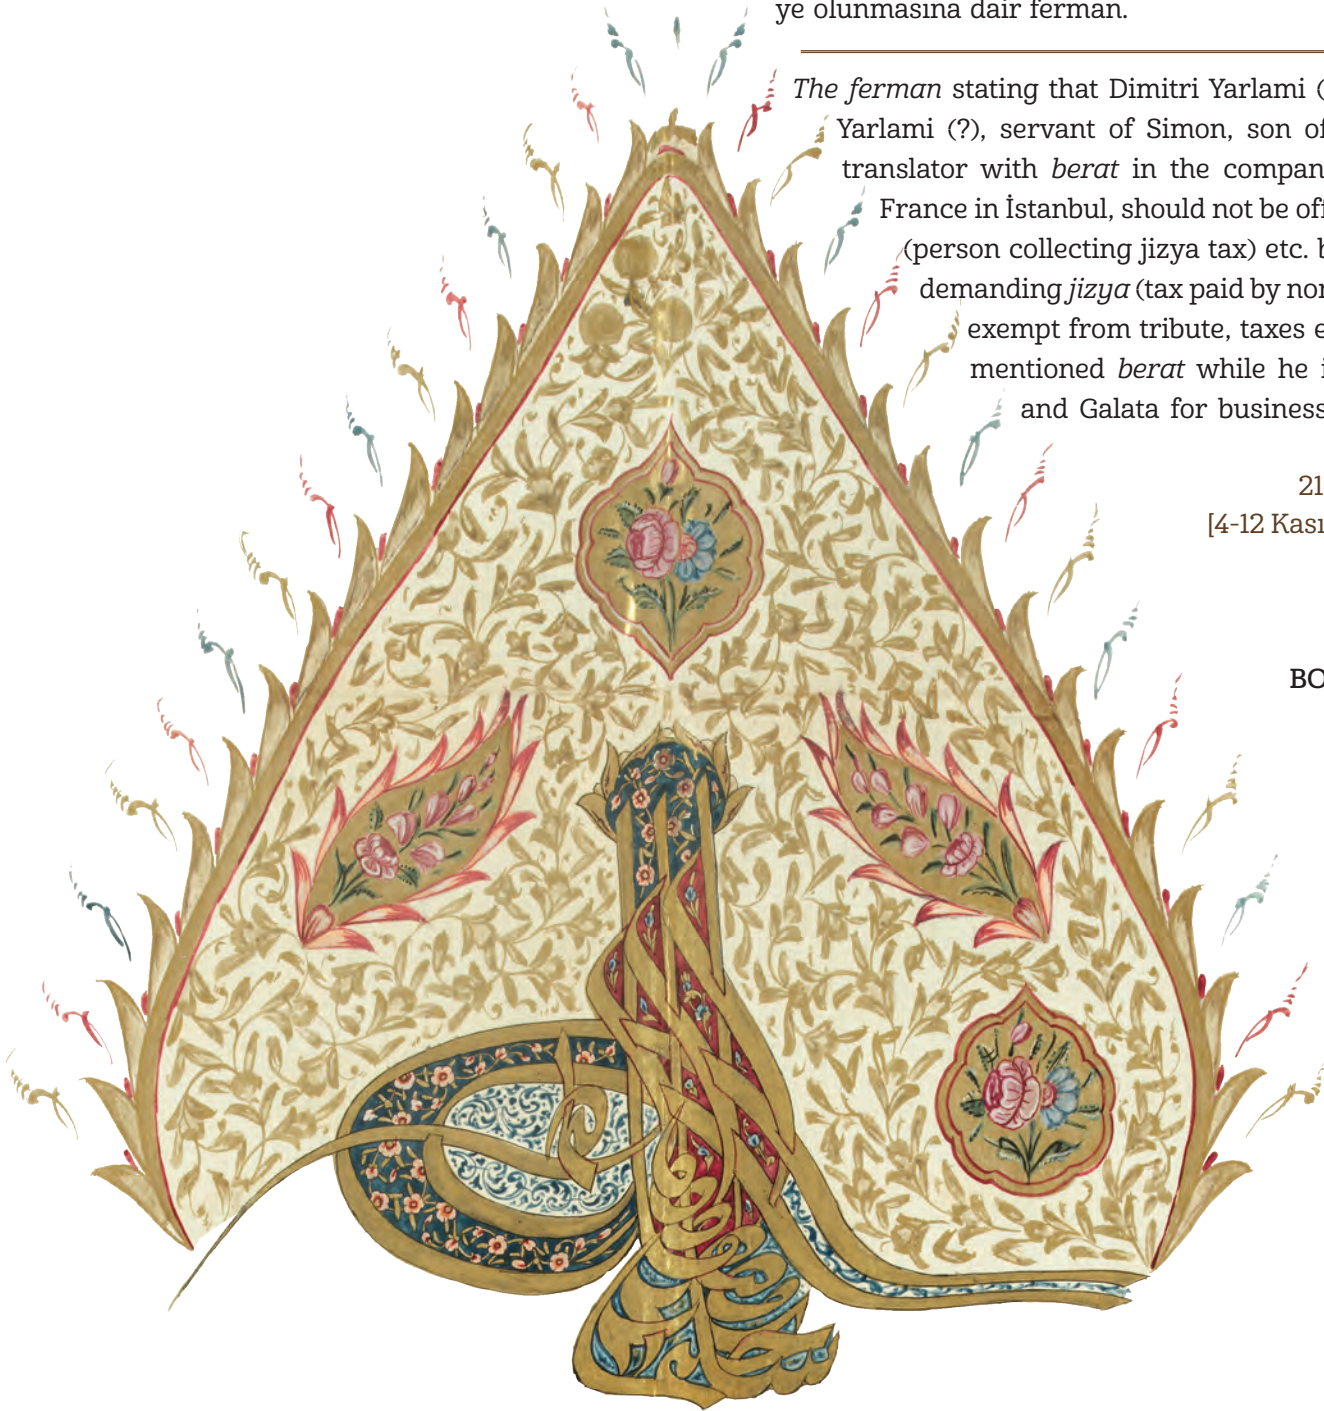 ye olunmasına dair ferman.
The ferman stating that Dimitri Yarlami (
Yarlami (?), servant of Simon, son of
translator with berat in the compan
France in İstanbul, should not be of
(person collecting jizya tax) etc. b
demanding jizya (tax paid by non
exempt from tribute, taxes e
mentioned berat while he i
and Galata for business
21
[4-12 Kası
BO